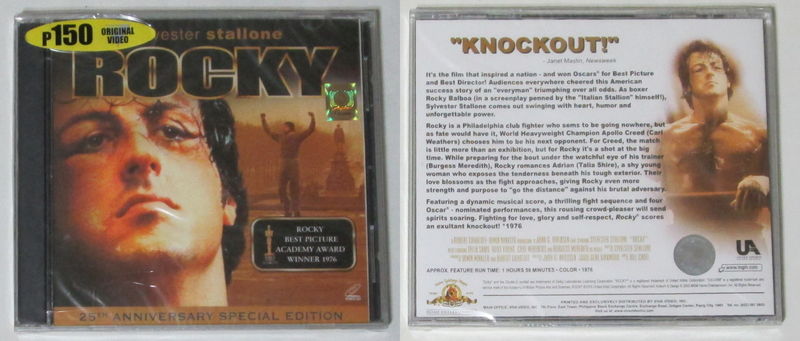 ₱150 ORIGINAL
VIDEO
vester stallone
ROCKY
ROCKY
BEST PICTURE
ACADEMY AWARD
WINNER 1976
25TH ANNIVERSARY SPECIAL EDITION
"KNOCKOUT!"
- Janet Maslin, Newsweek
It's the film that inspired a nation - and won Oscars® for Best Picture
and Best Director! Audiences everywhere cheered this American
success story of an "everyman" triumphing over all odds. As boxer
Rocky Balboa (in a screenplay penned by the "Italian Stallion" himself!),
Sylvester Stallone comes out swinging with heart, humor and
unforgettable power.
Rocky is a Philadelphia club fighter who sems to be going nowhere, but
as fate would have it, World Heavyweight Champion Apollo Creed (Carl
Weathers) chooses him to be his next opponent. For Creed, the match
is little more than an exhibition, but for Rocky it's a shot at the big
time. While preparing for the bout under the watchful eye of his trainer
(Burgess Meredith), Rocky romances Adrian (Talia Shire), a shy young
woman who exposes the tenderness beneath his tough exterior. Their
love blossoms as the fight approaches, giving Rocky even more
strength and purpose to "go the distance" against his brutal adversary.
Featuring a dynamic musical score, a thrilling fight sequence and four
Oscar® - nominated performances, this rousing crowd-pleaser will send
spirits soaring. Fighting for love, glory and self-respect, Rocky scores
an exultant knockout! ®1976
UA
www.mgm.com
APPROX. FEATURE RUN TIME: 1 HOURS 59 MINUTES - COLOR - 1976
PRINTED AND EXCLUSIVELY DISTRIBUTED BY VIVA VIDEO, INC.